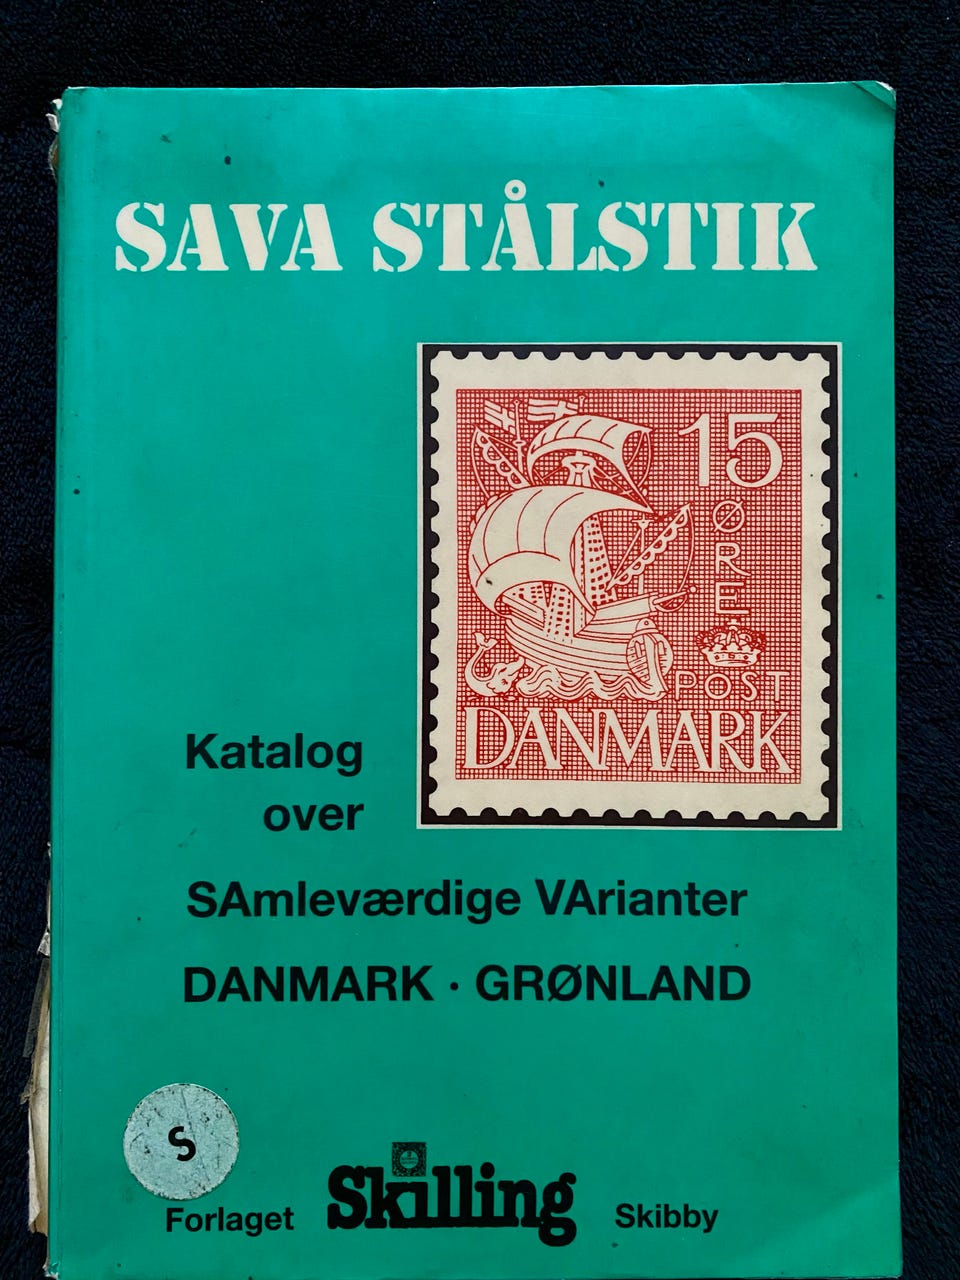 SAVA STÅLSTIK
15
ØRE
POST
DANMARK
Katalog
over
SAmleværdige VArianter
DANMARK · GRØNLAND
S
Forlaget Skilling Skibby